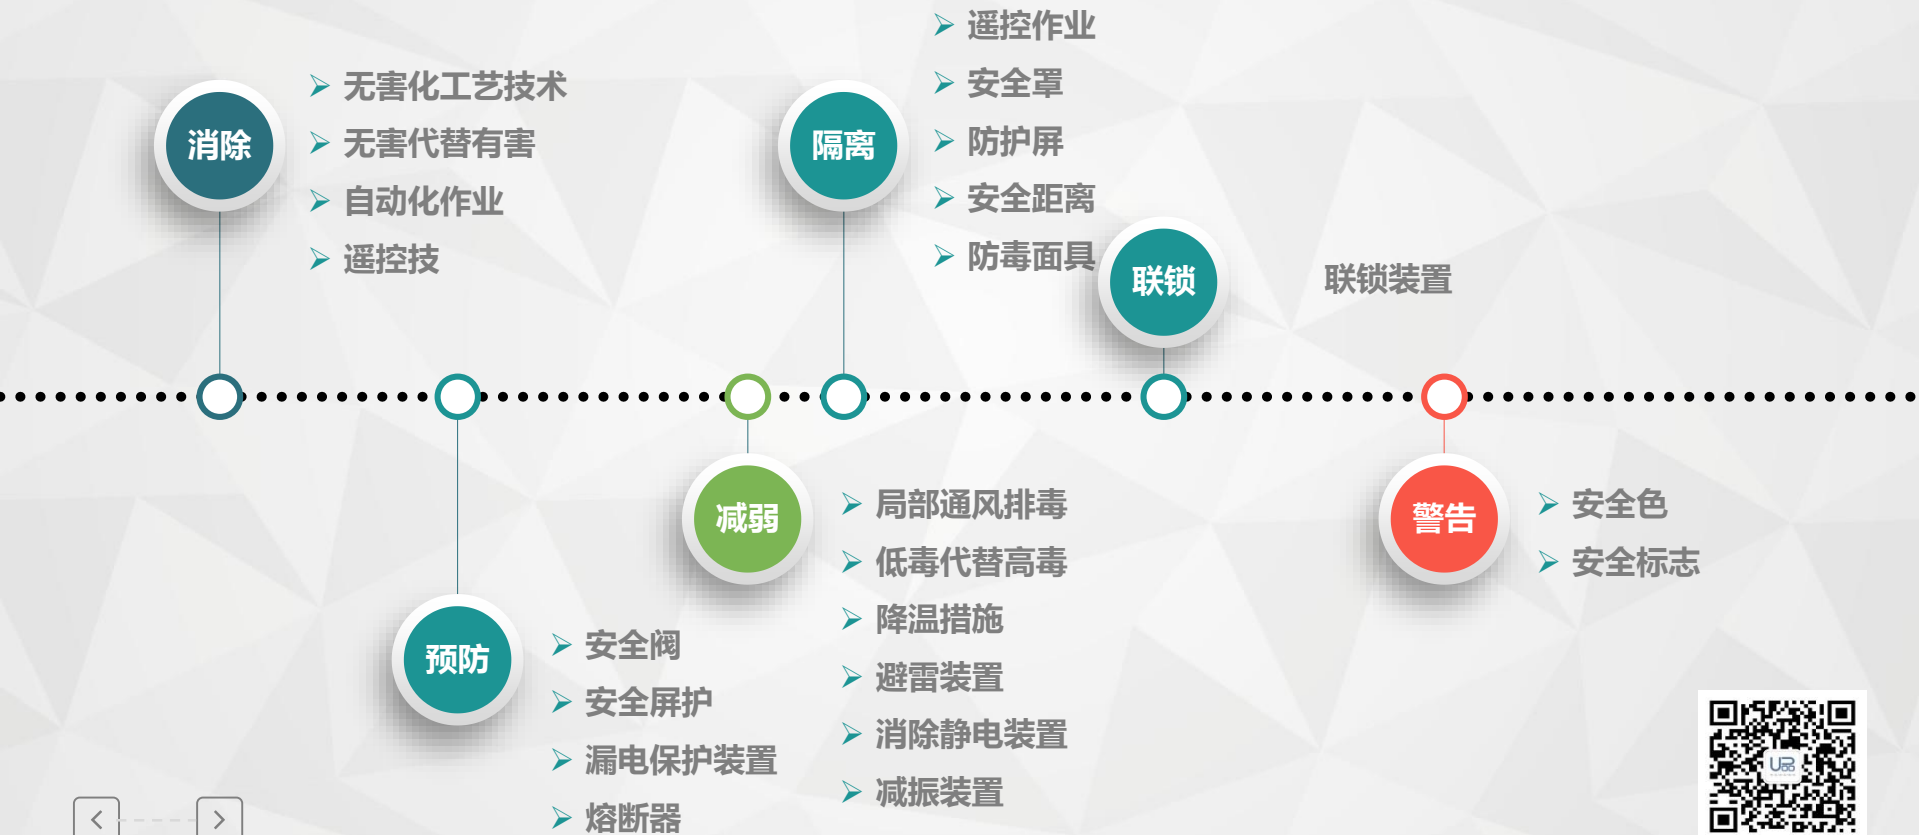 消除
无害化工艺技术
无害代替有害
自动化作业
遥控技
隔离
遥控作业
安全罩
防护屏
安全距离
防毒面具
联锁
联锁装置
预防
安全阀
安全屏护
漏电保护装置
熔断器
减弱
局部通风排毒
低毒代替高毒
降温措施
避雷装置
消除静电装置
减振装置
警告
安全色
安全标志